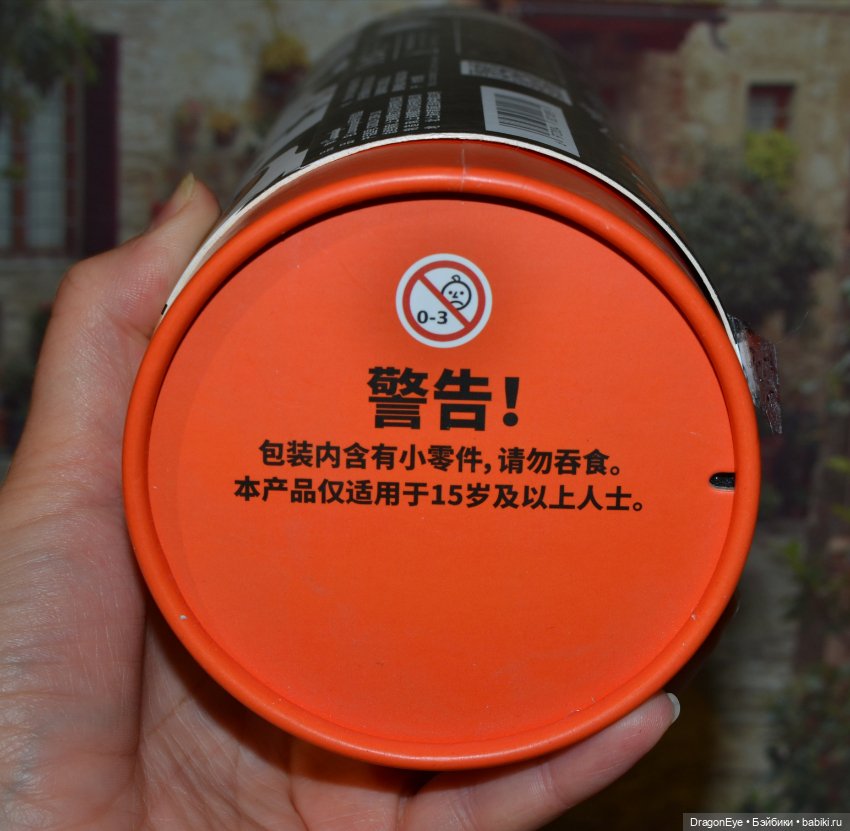 0-3
警告！
包装内含有小零件，请勿吞食。
本产品仅适用于15岁及以上人士。
DragonEye • Бэйбики • babiki.ru